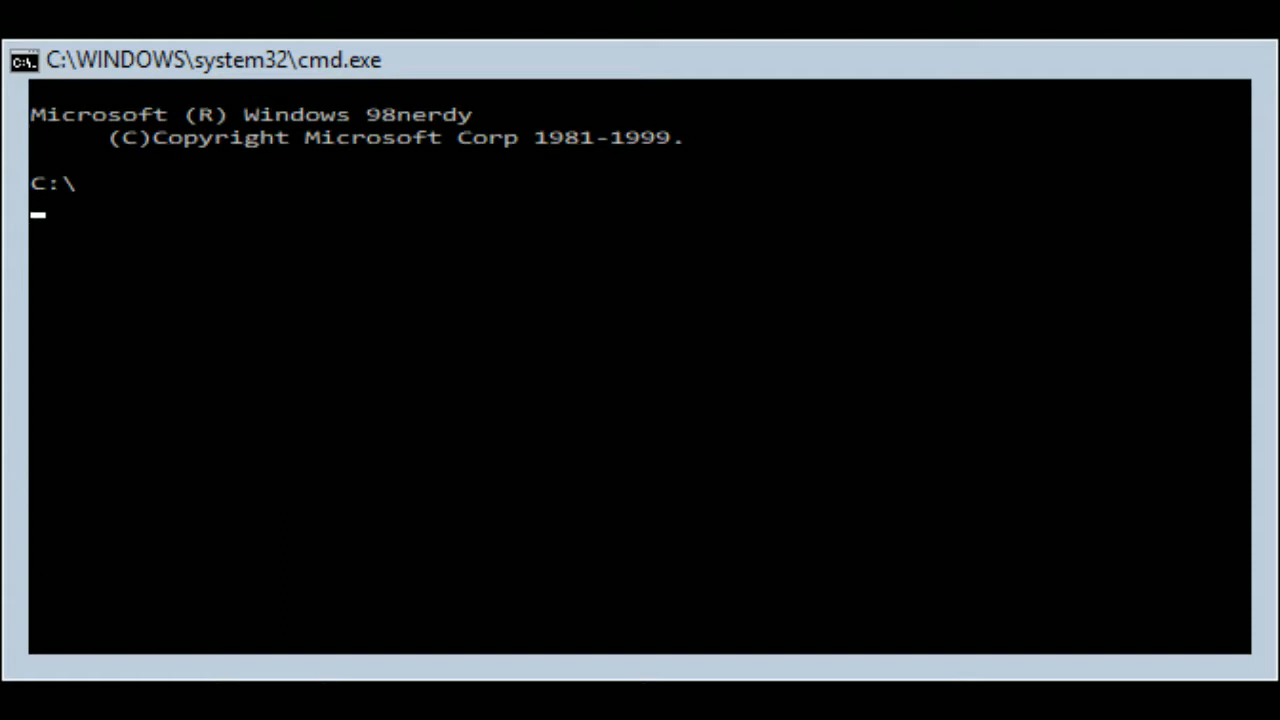 C:\WINDOWS\system32\cmd.exe
Microsoft (R) Windows 98nerdy
(C)Copyright Microsoft Corp 1981-1999.
C:\